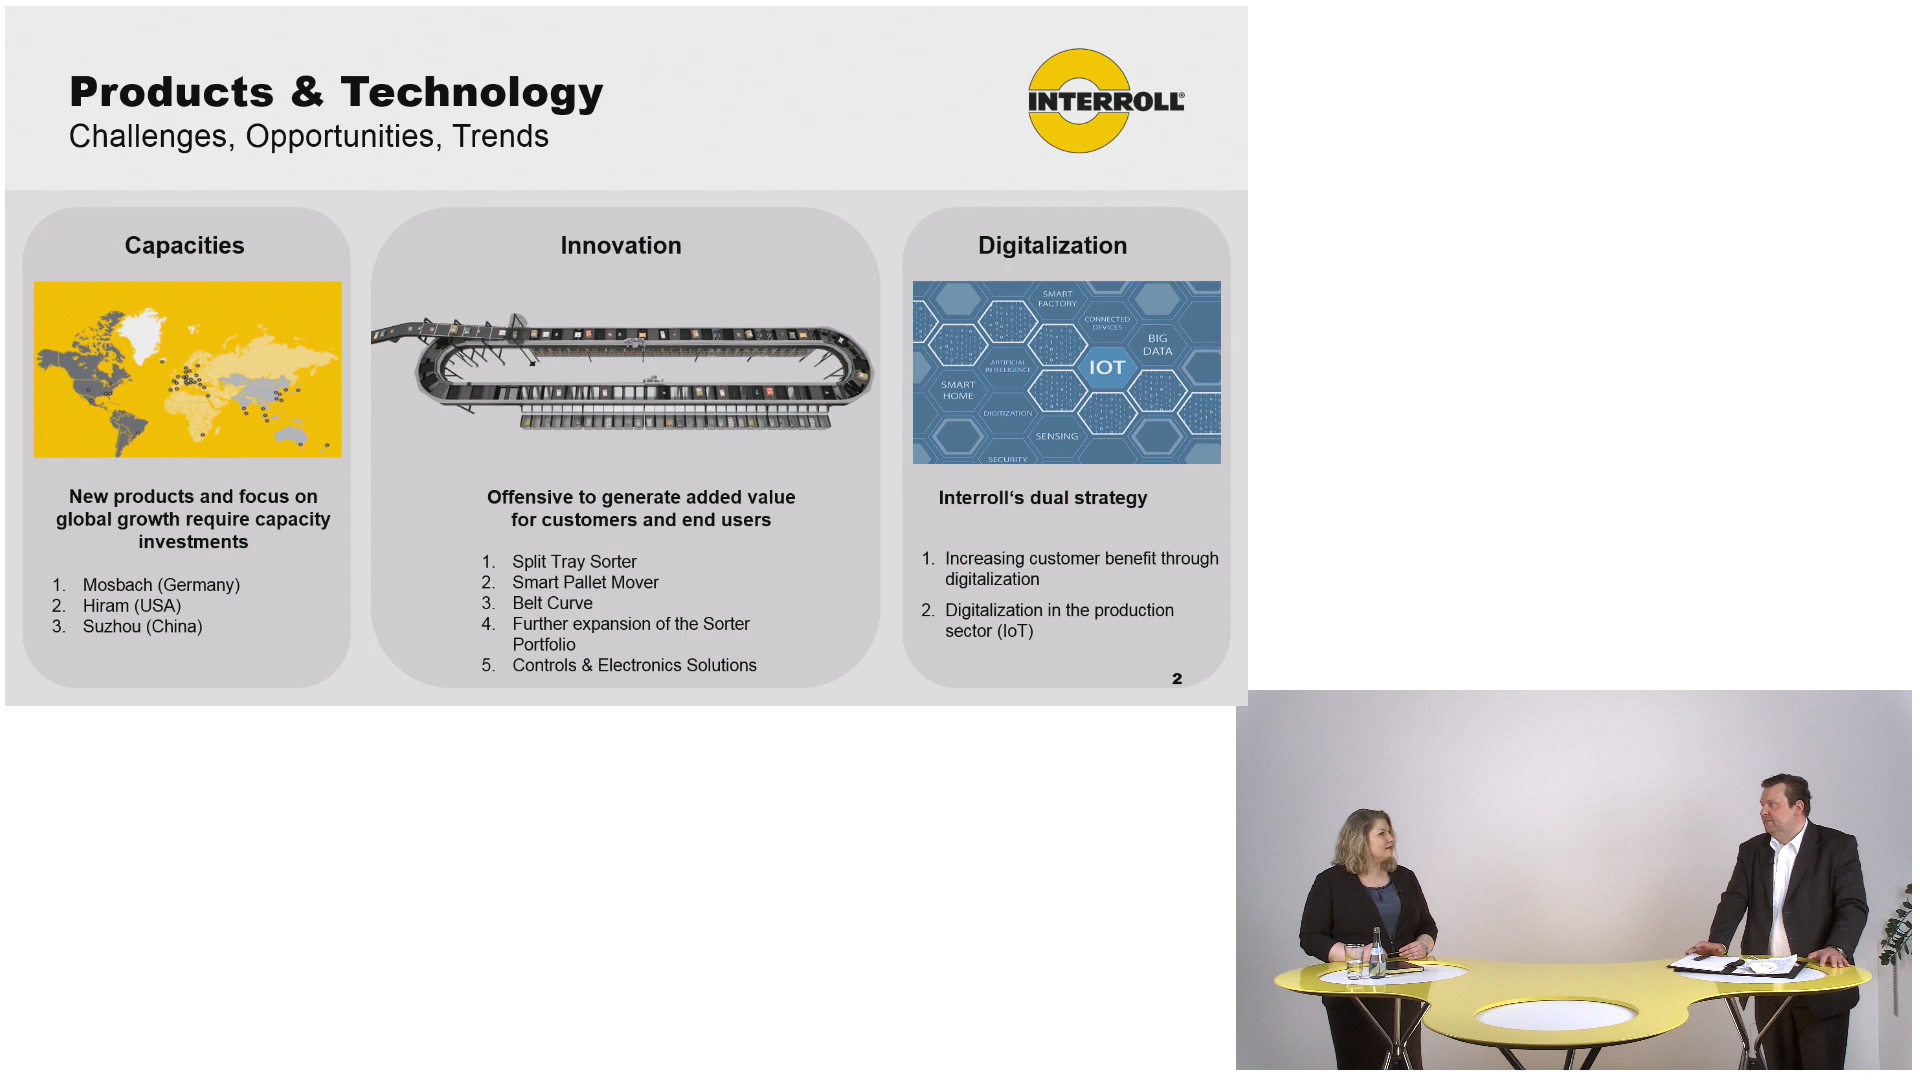 Products & Technology
Challenges, Opportunities, Trends
INTERROLL®
Capacities
New products and focus on
global growth require capacity
investments
1. Mosbach (Germany)
2. Hiram (USA)
3. Suzhou (China)
Innovation
Offensive to generate added value
for customers and end users
1. Split Tray Sorter
2. Smart Pallet Mover
3. Belt Curve
4. Further expansion of the Sorter
Portfolio
5. Controls & Electronics Solutions
Digitalization
SMART
FACTORY
CONNECTED
DEVICES
BIG
DATA
ARTIFICIAL
INTELLIGENCE
IOT
SMART
HOME
DIGITIZATION
SENSING
SECURITY
Interroll‘s dual strategy
1. Increasing customer benefit through
digitalization
2. Digitalization in the production
sector (IoT)
2